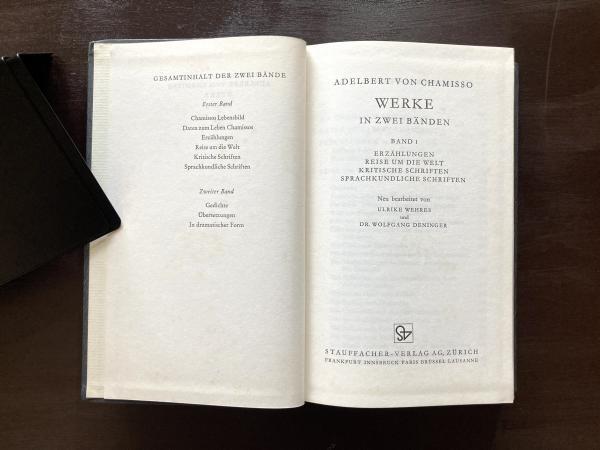 GESAMTINHALT DER ZWEI BÄNDE
Erster Band
Chamissos Lebensbild
Daten zum Leben Chamissos
Erzählungen
Reise um die Welt
Kritische Schriften
Sprachkundliche Schriften
Zweiter Band
Gedichte
Übersetzungen
In dramatischer Form
ADELBERT VON CHAMISSO
WERKE
IN ZWEI BÄNDEN
BAND I
ERZÄHLUNGEN
REISE UM DIE WELT
KRITISCHE SCHRIFTEN
SPRACHKUNDLICHE SCHRIFTEN
Neu bearbeitet von
ULRIKE WEHRES
und
DR. WOLFGANG DENINGER
STAUFFACHER-VERLAG AG, ZÜRICH
FRANKFURT INNSBRUCK PARIS BRÜSSEL LAUSANNE